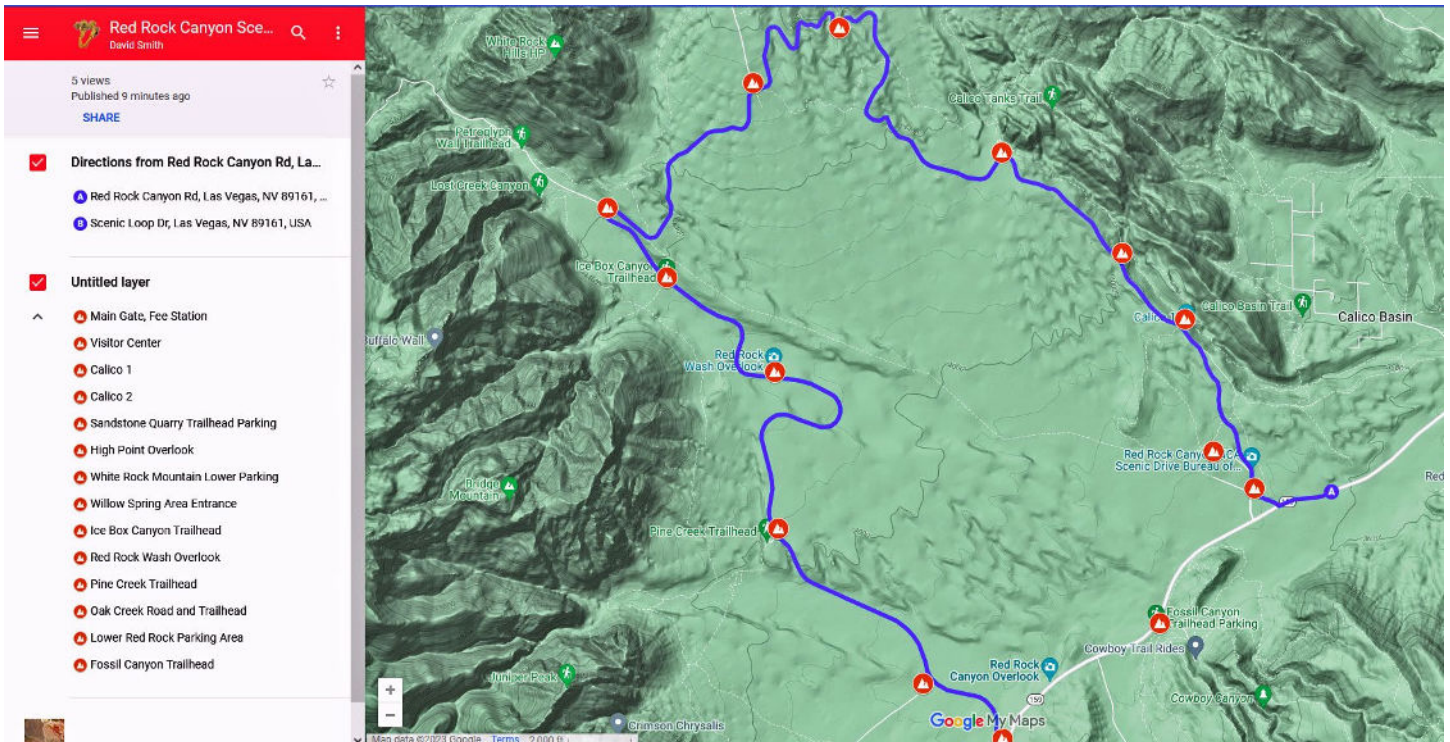 Red Rock Canyon Sce...
David Smith
5 views
Published 9 minutes ago
SHARE
Directions from Red Rock Canyon Rd, La...
A Red Rock Canyon Rd, Las Vegas, NV 89161, ...
B Scenic Loop Dr, Las Vegas, NV 89161, USA
Untitled layer
Main Gate, Fee Station
Visitor Center
Calico 1
Calico 2
Sandstone Quarry Trailhead Parking
High Point Overlook
White Rock Mountain Lower Parking
Willow Spring Area Entrance
Ice Box Canyon Trailhead
Red Rock Wash Overlook
Pine Creek Trailhead
Oak Creek Road and Trailhead
Lower Red Rock Parking Area
Fossil Canyon Trailhead
White Rock
Hills HP
Calico Tanks Trail
Petroglyph
Wall Trailhead
Lost Creek Canyon
Ice Box Canyon
Trailhead
Calico Basin Trail
Calico
Calico Basin
Buffalo Wall
Red Rock
Wash Overlook
Red Rock Canyon NCA
Scenic Drive Bureau of...
Red
A
Bridge
Mountain
Pine Creek Trailhead
Fossil Canyon
Trailhead Parking
Cowboy Trail Rides
Red Rock
Canyon Overlook
Juniper Peak
159
Cowboy Canyon
Crimson Chrysalis
Google My Maps
+
−
Map data ©2023 Google Terms 2,000 ft